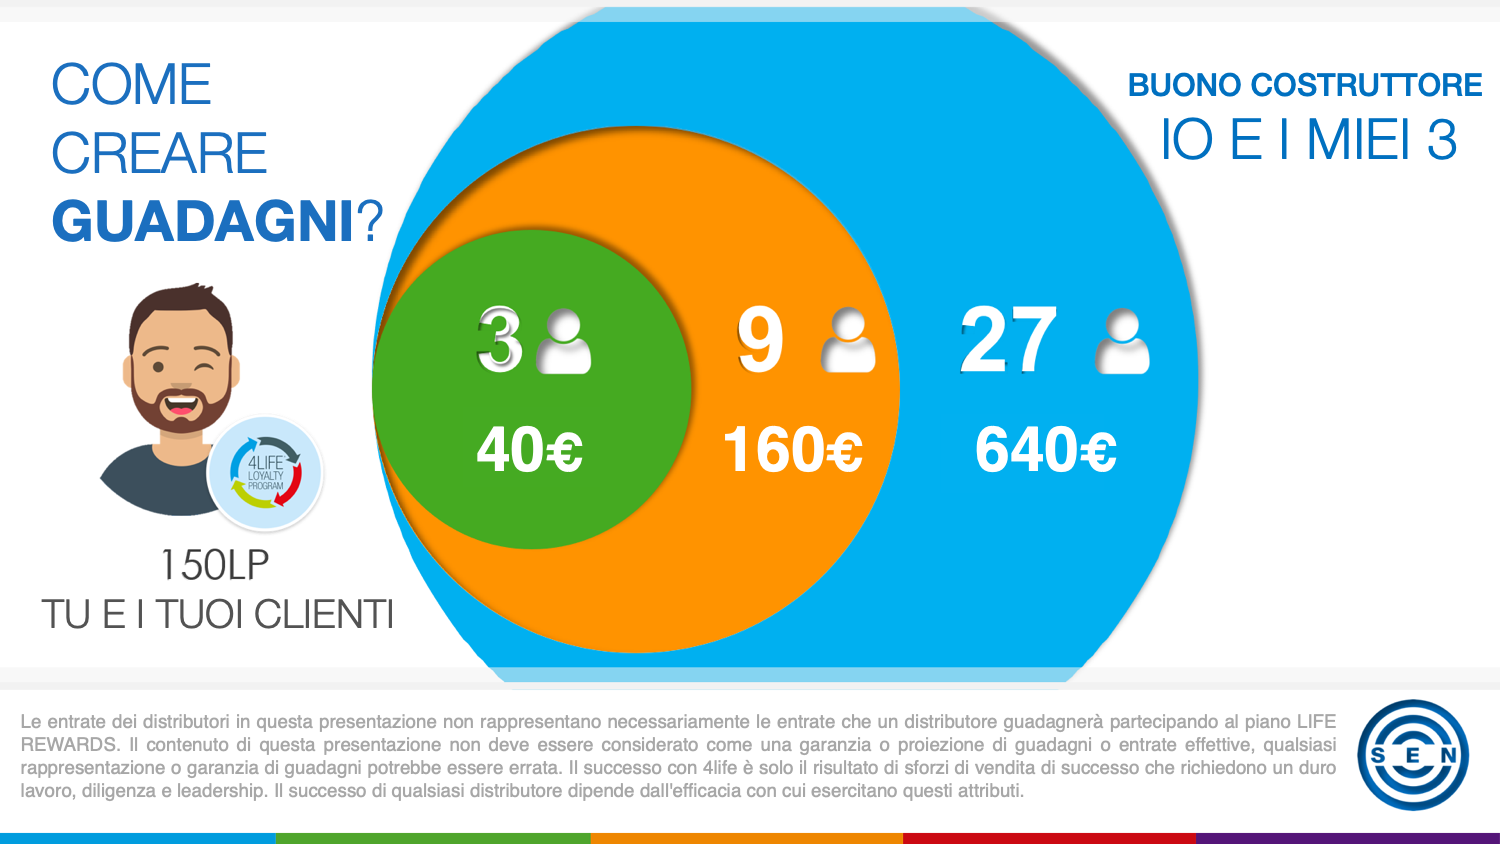 COME
CREARE
GUADAGNI?
BUONO COSTRUTTORE
IO E I MIEI 3
3
9
27
40€
160€
640€
4LIFE
LOYALTY
PROGRAM
150LP
TU E I TUOI CLIENTI
Le entrate dei distributori in questa presentazione non rappresentano necessariamente le entrate che un distributore guadagnerà partecipando al piano LIFE
REWARDS. Il contenuto di questa presentazione non deve essere considerato come una garanzia o proiezione di guadagni o entrate effettive, qualsiasi
rappresentazione o garanzia di guadagni potrebbe essere errata. Il successo con 4life è solo il risultato di sforzi di vendita di successo che richiedono un duro
lavoro, diligenza e leadership. Il successo di qualsiasi distributore dipende dall'efficacia con cui esercitano questi attributi.
SEN